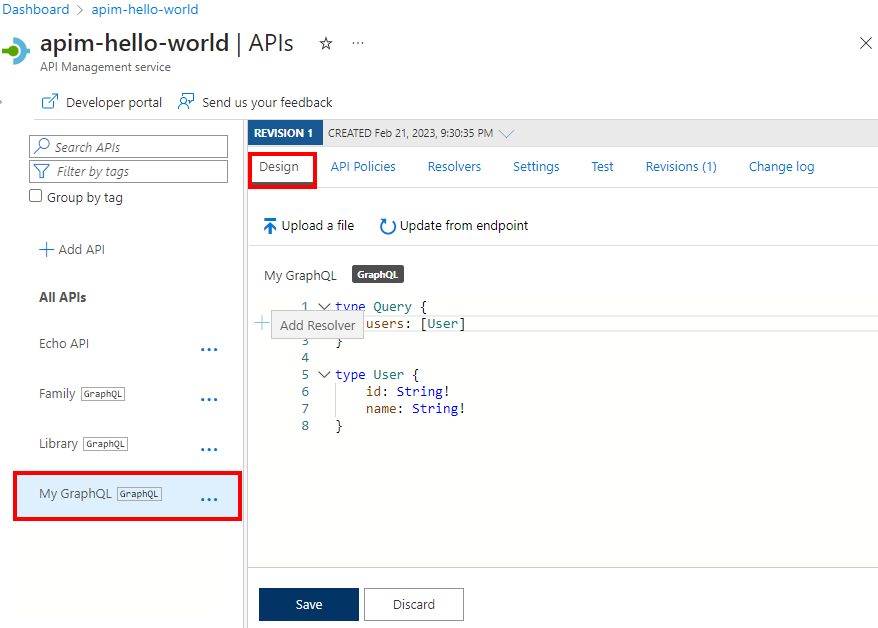 Dashboard > apim-hello-world
apim-hello-world | APIs ☆ ...
API Management service
Developer portal Send us your feedback
Search APIs
Filter by tags
Group by tag
+ Add API
All APIs
Echo API ...
Family GraphQL ...
Library GraphQL ...
My GraphQL GraphQL ...
REVISION 1 CREATED Feb 21, 2023, 9:30:35 PM
Design API Policies Resolvers Settings Test Revisions (1) Change log
Upload a file Update from endpoint
My GraphQL GraphQL
1 type Query {
+ Add Resolver users: [User]
3 }
4
5 type User {
6 id: String!
7 name: String!
8 }
Save Discard